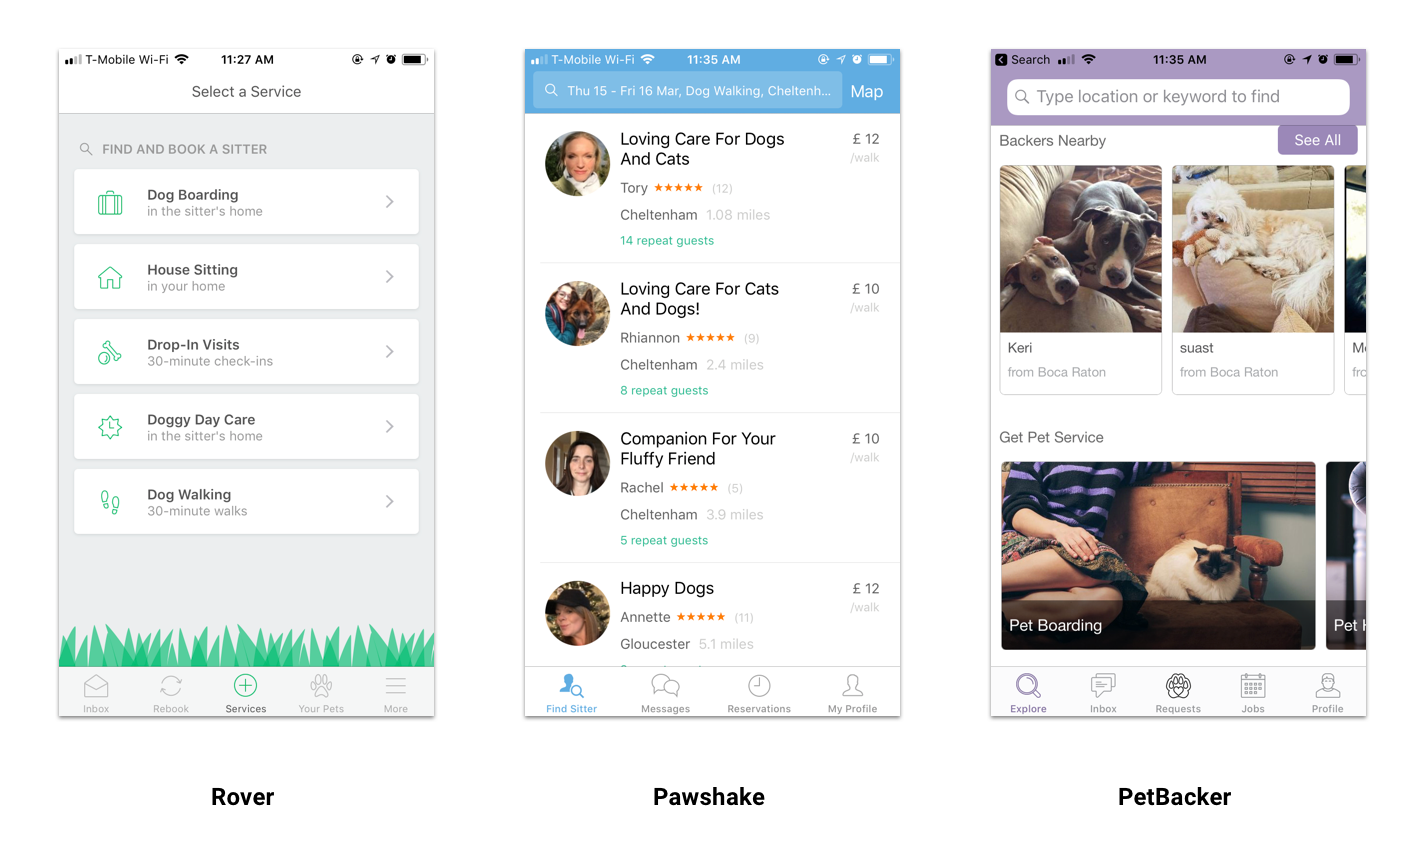 T-Mobile Wi-Fi 11:27 AM
Select a Service
FIND AND BOOK A SITTER
Dog Boarding
in the sitter's home
House Sitting
in your home
Drop-In Visits
30-minute check-ins
Doggy Day Care
in the sitter's home
Dog Walking
30-minute walks
Inbox Rebook Services Your Pets More
Rover
T-Mobile Wi-Fi 11:35 AM
Thu 15 - Fri 16 Mar, Dog Walking, Cheltenh... Map
Loving Care For Dogs £ 12
And Cats /walk
Tory ★★★★★ (12)
Cheltenham 1.08 miles
14 repeat guests
Loving Care For Cats £ 10
And Dogs! /walk
Rhiannon ★★★★★ (9)
Cheltenham 2.4 miles
8 repeat guests
Companion For Your £ 10
Fluffy Friend /walk
Rachel ★★★★★ (5)
Cheltenham 3.9 miles
5 repeat guests
Happy Dogs £ 12
/walk
Annette ★★★★★ (11)
Gloucester 5.1 miles
Find Sitter Messages Reservations My Profile
Pawshake
Search 11:35 AM
Type location or keyword to find
Backers Nearby See All
Keri
from Boca Raton
suast
from Boca Raton
Get Pet Service
Pet Boarding
Pet
Explore Inbox Requests Jobs Profile
PetBacker